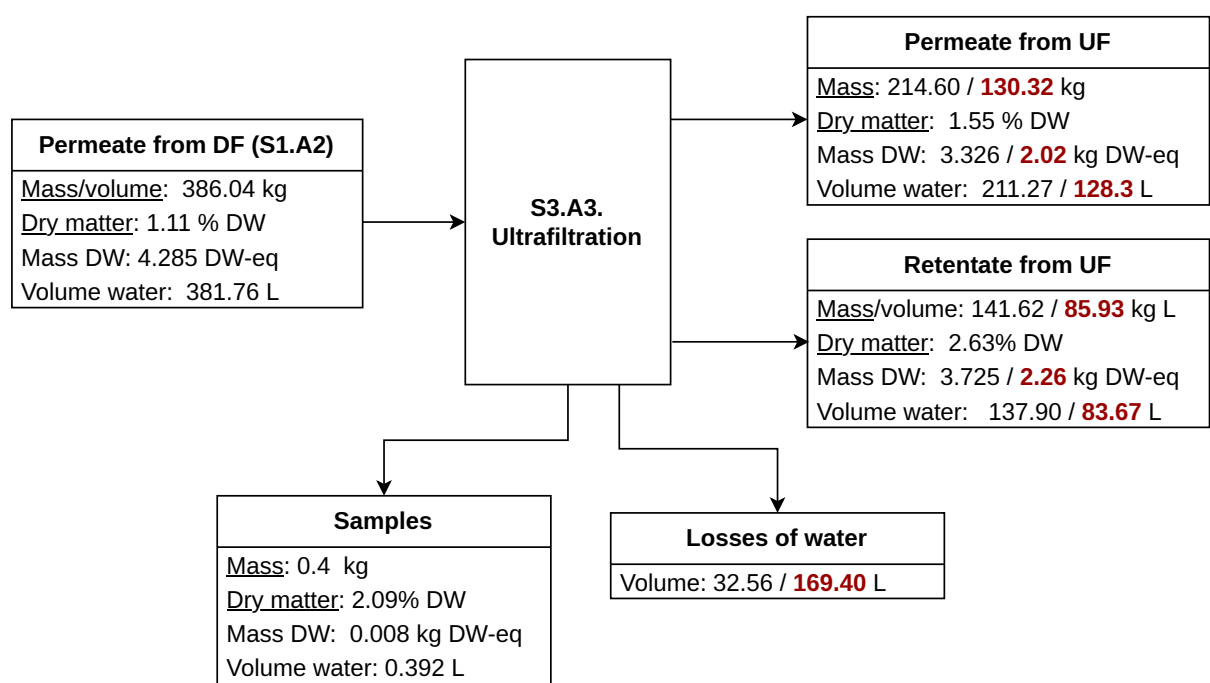 Permeate from DF (S1.A2)
Mass/volume: 386.04 kg
Dry matter: 1.11 % DW
Mass DW: 4.285 DW-eq
Volume water: 381.76 L
S3.A3.
Ultrafiltration
Permeate from UF
Mass: 214.60 / 130.32 kg
Dry matter: 1.55 % DW
Mass DW: 3.326 / 2.02 kg DW-eq
Volume water: 211.27 / 128.3 L
Retentate from UF
Mass/volume: 141.62 / 85.93 kg L
Dry matter: 2.63% DW
Mass DW: 3.725 / 2.26 kg DW-eq
Volume water: 137.90 / 83.67 L
Samples
Mass: 0.4 kg
Dry matter: 2.09% DW
Mass DW: 0.008 kg DW-eq
Volume water: 0.392 L
Losses of water
Volume: 32.56 / 169.40 L